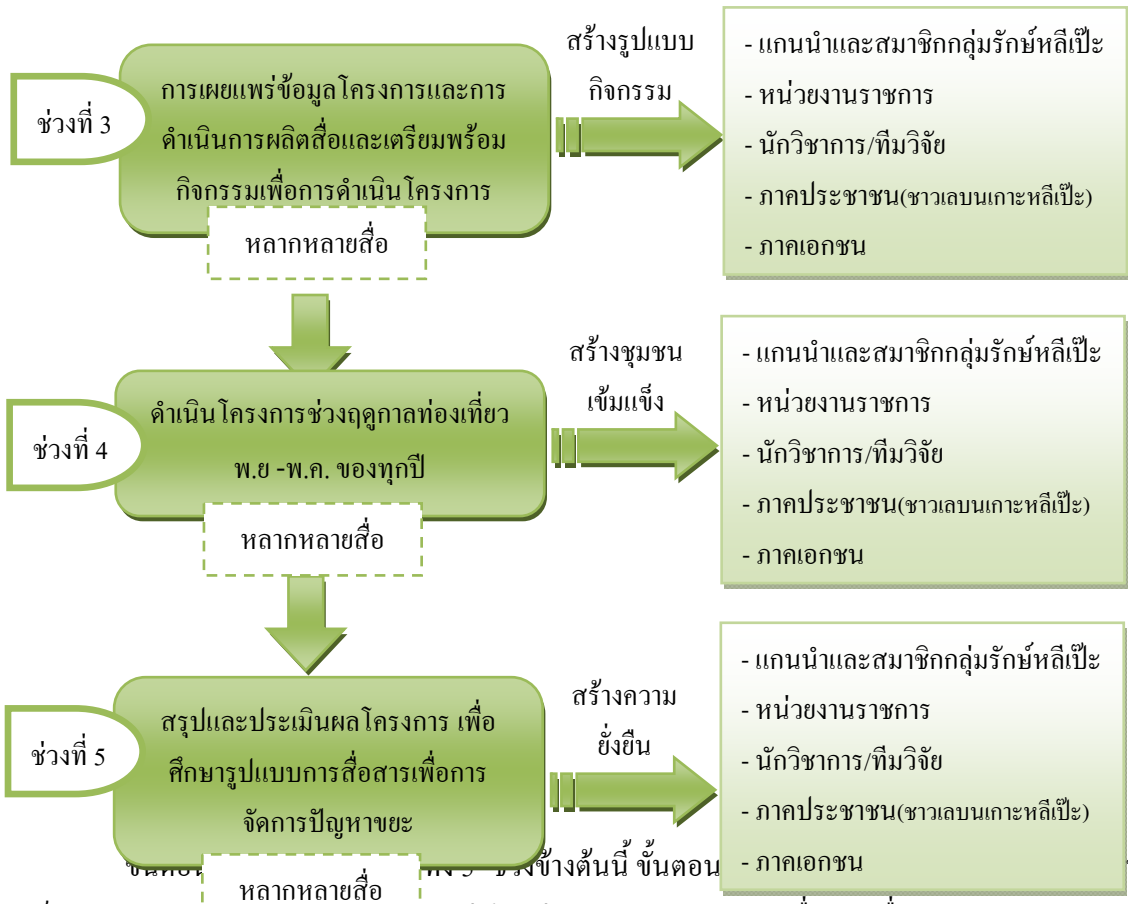 ช่วงที่ 3
การเผยแพร่ข้อมูลโครงการและการ
ดำเนินการผลิตสื่อและเตรียมพร้อม
กิจกรรมเพื่อการดำเนินโครงการ
หลากหลายสื่อ
สร้างรูปแบบ
กิจกรรม
- แกนนำและสมาชิกกลุ่มรักษ์หลีเป๊ะ
- หน่วยงานราชการ
- นักวิชาการ/ทีมวิจัย
- ภาคประชาชน(ชาวเลบนเกาะหลีเป๊ะ)
- ภาคเอกชน
ช่วงที่ 4
ดำเนินโครงการช่วงฤดูกาลท่องเที่ยว
พ.ย -พ.ค. ของทุกปี
หลากหลายสื่อ
สร้างชุมชน
เข้มแข็ง
- แกนนำและสมาชิกกลุ่มรักษ์หลีเป๊ะ
- หน่วยงานราชการ
- นักวิชาการ/ทีมวิจัย
- ภาคประชาชน(ชาวเลบนเกาะหลีเป๊ะ)
- ภาคเอกชน
ช่วงที่ 5
สรุปและประเมินผลโครงการ เพื่อ
ศึกษารูปแบบการสื่อสารเพื่อการ
จัดการปัญหาขยะ
หลากหลายสื่อ
สร้างความ
ยั่งยืน
- แกนนำและสมาชิกกลุ่มรักษ์หลีเป๊ะ
- หน่วยงานราชการ
- นักวิชาการ/ทีมวิจัย
- ภาคประชาชน(ชาวเลบนเกาะหลีเป๊ะ)
- ภาคเอกชน
ข้างต้นนี้ ขั้นตอน